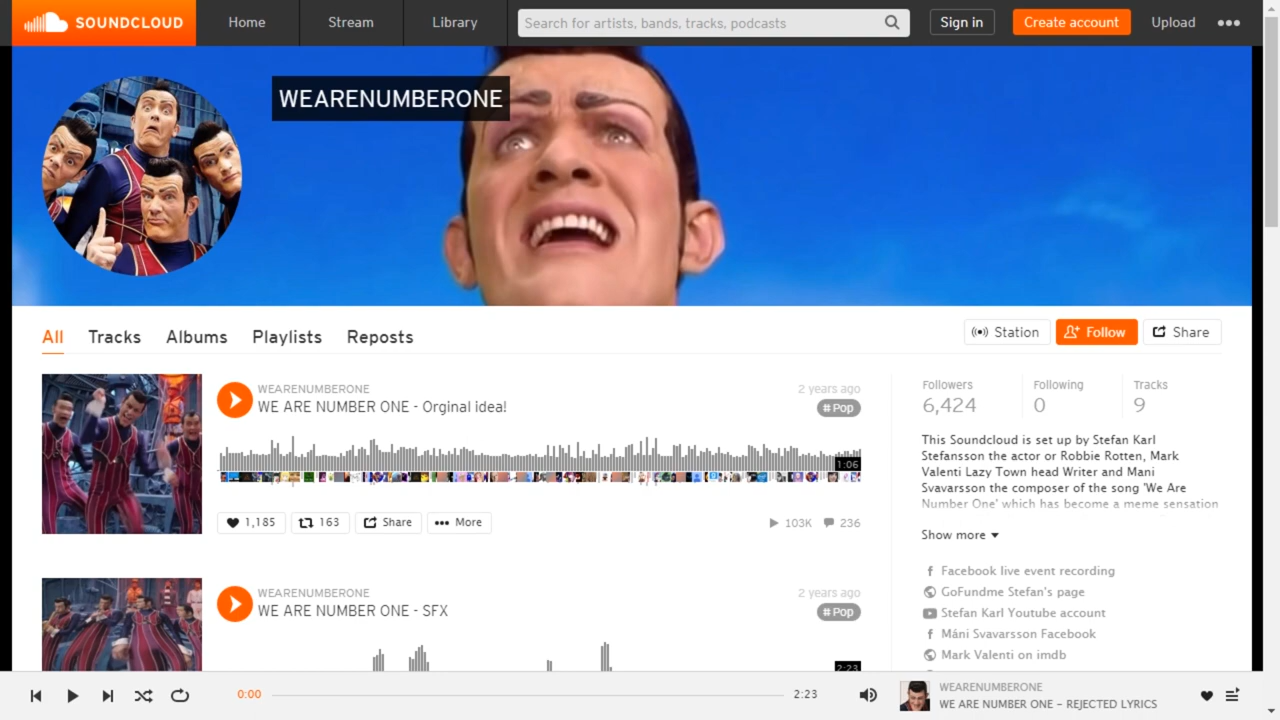 SOUNDCLOUD
Home
Stream
Library
Search for artists, bands, tracks, podcasts
Sign in
Create account
Upload
WEARENUMBERONE
All
Tracks
Albums
Playlists
Reposts
Station
Follow
Share
WEARENUMBERONE
2 years ago
WE ARE NUMBER ONE - Orginal idea!
# Pop
1:06
1,185
163
Share
More
103K
236
WEARENUMBERONE
2 years ago
WE ARE NUMBER ONE - SFX
# Pop
2:23
Followers
6,424
Following
0
Tracks
9
This Soundcloud is set up by Stefan Karl
Stefansson the actor or Robbie Rotten, Mark
Valenti Lazy Town head Writer and Mani
Svavarsson the composer of the song 'We Are
Number One' which has become a meme sensation
Show more
Facebook live event recording
GoFundme Stefan's page
Stefan Karl Youtube account
Máni Svavarsson Facebook
Mark Valenti on imdb
0:00
2:23
WEARENUMBERONE
WE ARE NUMBER ONE – REJECTED LYRICS